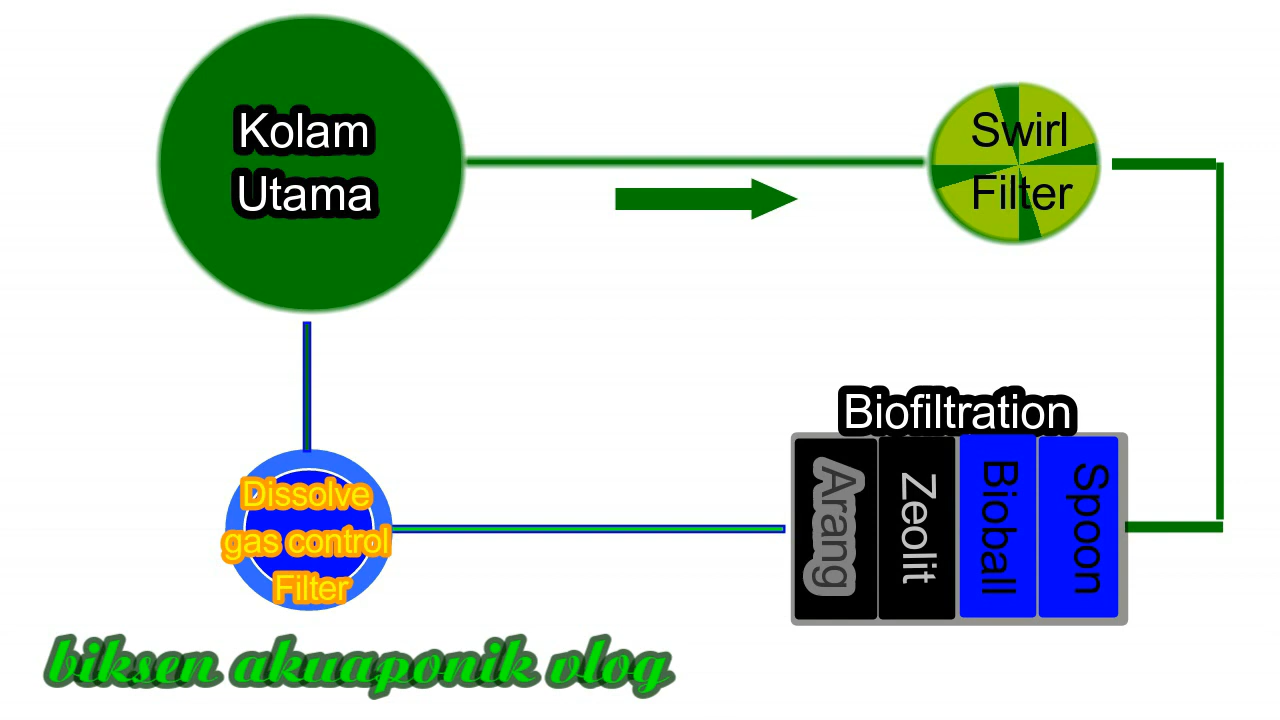 Kolam
Utama
Swirl
Filter
Biofiltration
Arang
Zeolit
Bioball
Spoon
Dissolve
gas control
Filter
biksen akuaponik vlog